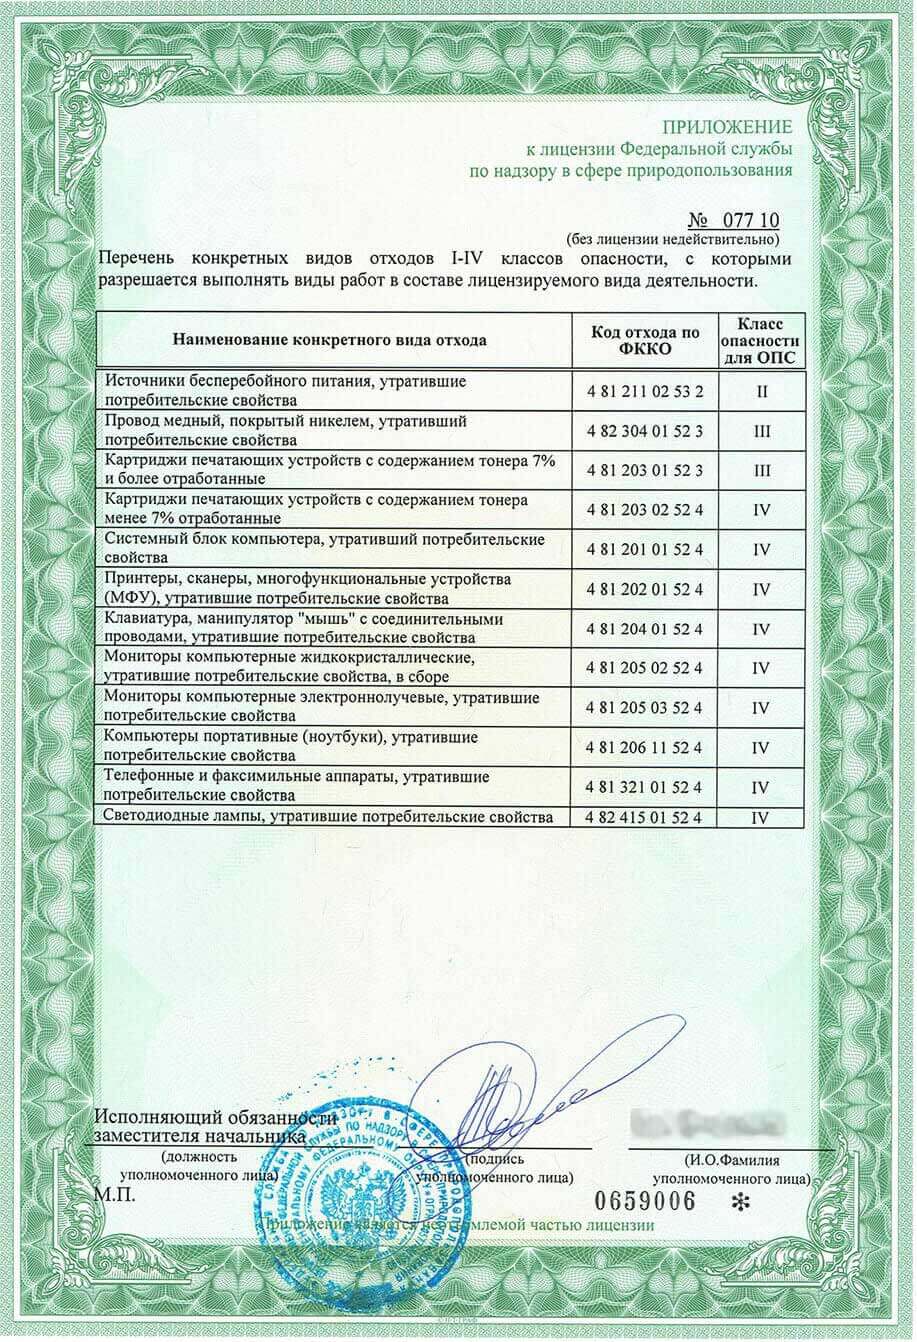 ПРИЛОЖЕНИЕ
к лицензии Федеральной службы
по надзору в сфере природопользования
№ 077 10
(без лицензии недействительно)
Перечень конкретных видов отходов I-IV классов опасности, с которыми
разрешается выполнять виды работ в составе лицензируемого вида деятельности.
Наименование конкретного вида отхода
Код отхода по
ФККО
Класс
опасности
для ОПС
Источники бесперебойного питания, утратившие
потребительские свойства
4 81 211 02 53 2
II
Провод медный, покрытый никелем, утративший
потребительские свойства
4 82 304 01 52 3
III
Картриджи печатающих устройств с содержанием тонера 7%
и более отработанные
4 81 203 01 52 3
III
Картриджи печатающих устройств с содержанием тонера
менее 7% отработанные
4 81 203 02 52 4
IV
Системный блок компьютера, утративший потребительские
свойства
4 81 201 01 52 4
IV
Принтеры, сканеры, многофункциональные устройства
(МФУ), утратившие потребительские свойства
4 81 202 01 52 4
IV
Клавиатура, манипулятор "мышь" с соединительными
проводами, утратившие потребительские свойства
4 81 204 01 52 4
IV
Мониторы компьютерные жидкокристаллические,
утратившие потребительские свойства, в сборе
4 81 205 02 52 4
IV
Мониторы компьютерные электроннолучевые, утратившие
потребительские свойства
4 81 205 03 52 4
IV
Компьютеры портативные (ноутбуки), утратившие
потребительские свойства
4 81 206 11 52 4
IV
Телефонные и факсимильные аппараты, утратившие
потребительские свойства
4 81 321 01 52 4
IV
Светодиодные лампы, утратившие потребительские свойства
4 82 415 01 52 4
IV
Исполняющий обязанности
заместителя начальника
(должность
уполномоченного лица)
(подпись
уполномоченного лица)
(И.О.Фамилия
уполномоченного лица)
М.П.
0659006 *
Приложение является неотъемлемой частью лицензии